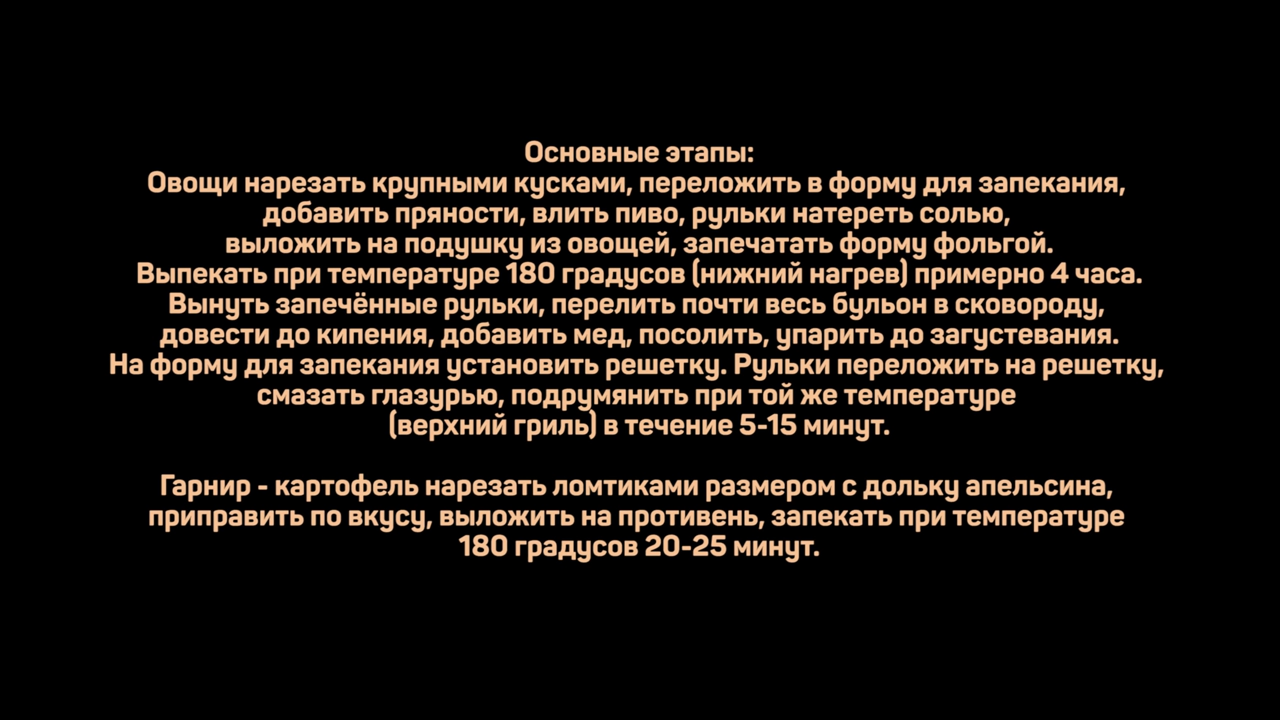 Основные этапы:
Овощи нарезать крупными кусками, переложить в форму для запекания,
добавить пряности, влить пиво, рульки натереть солью,
выложить на подушку из овощей, запечатать форму фольгой.
Выпекать при температуре 180 градусов (нижний нагрев) примерно 4 часа.
Вынуть запечённые рульки, перелить почти весь бульон в сковороду,
довести до кипения, добавить мед, посолить, упарить до загустевания.
На форму для запекания установить решетку. Рульки переложить на решетку,
смазать глазурью, подрумянить при той же температуре
(верхний гриль) в течение 5-15 минут.
Гарнир - картофель нарезать ломтиками размером с дольку апельсина,
приправить по вкусу, выложить на противень, запекать при температуре
180 градусов 20-25 минут.